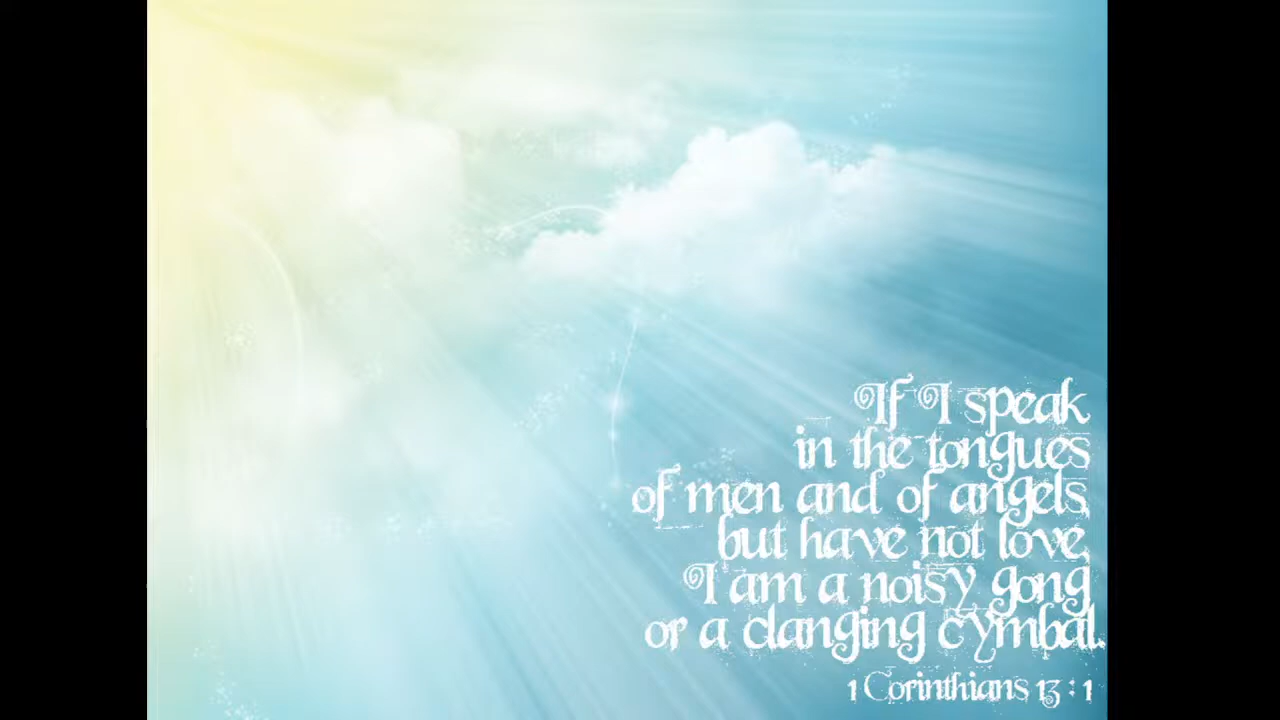 If I speak
in the tongues
of men and of angels,
but have not love,
I am a noisy gong
or a clanging cymbal.
1 Corinthians 13 : 1